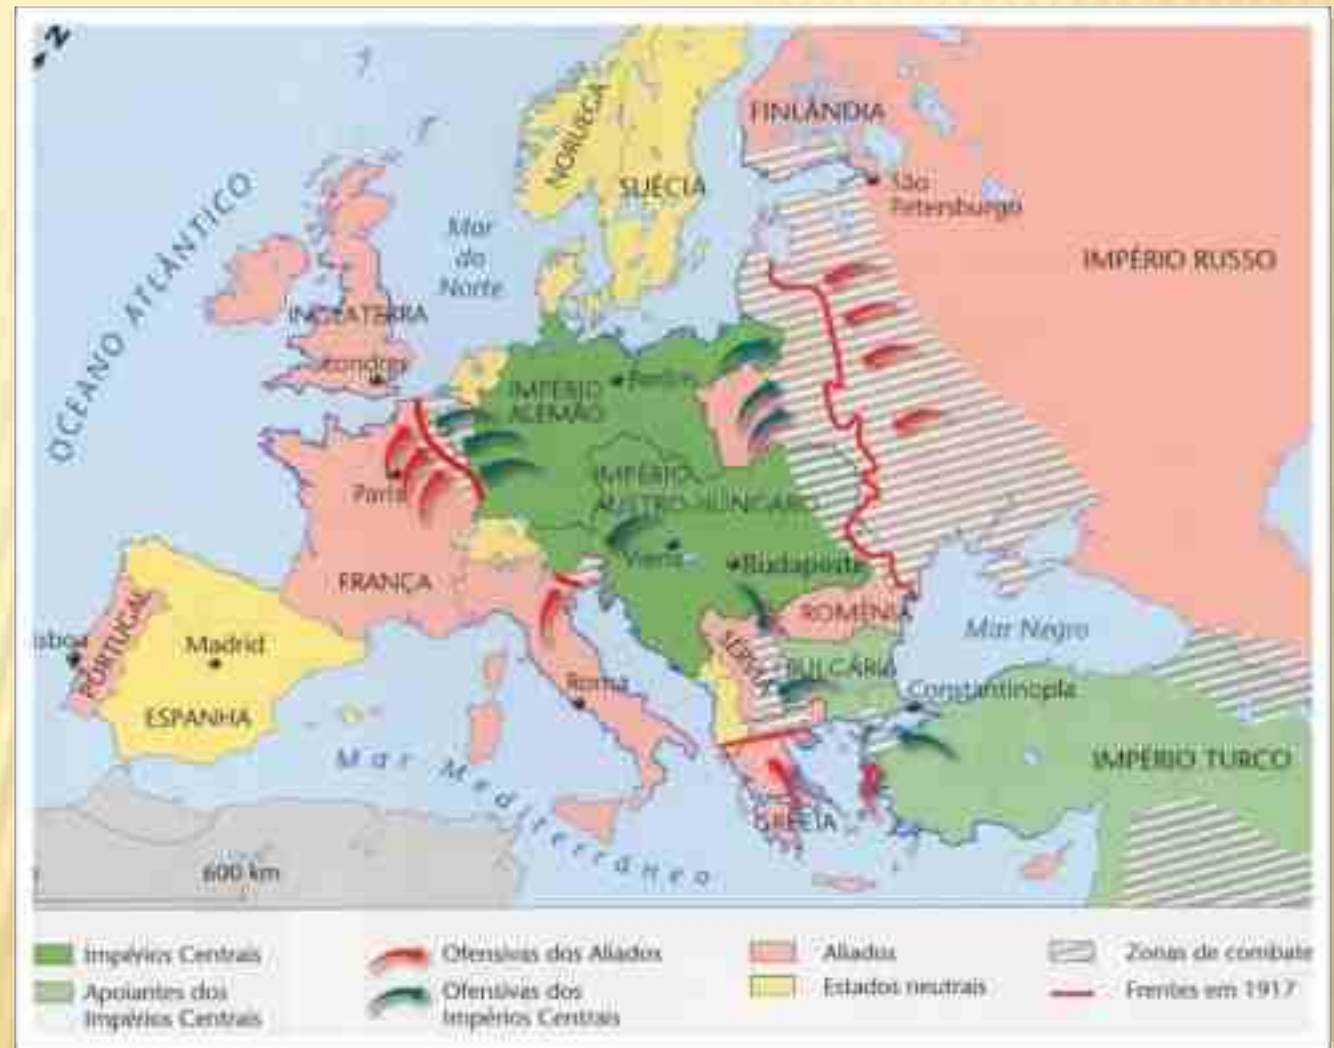 N
NORUEGA
SUÉCIA
FINLÂNDIA
São
Petersburgo
IMPÉRIO RUSSO
OCEANO ATLÂNTICO
Mar
do
Norte
INGLATERRA
Londres
IMPÉRIO
ALEMÃO
Berlim
Paris
IMPÉRIO
AUSTRO-HÚNGARO
Viena
Budapeste
FRANÇA
ROMÉNIA
Mar Negro
isboa
PORTUGAL
Madrid
ESPANHA
SÉRVIA
BULGÁRIA
Roma
Constantinopla
IMPÉRIO TURCO
Mar Mediterrâneo
GRÉCIA
600 km
Impérios Centrais
Apoiantes dos
Impérios Centrais
Ofensivas dos Aliados
Ofensivas dos
Impérios Centrais
Aliados
Estados neutrais
Zonas de combate
Frentes em 1917